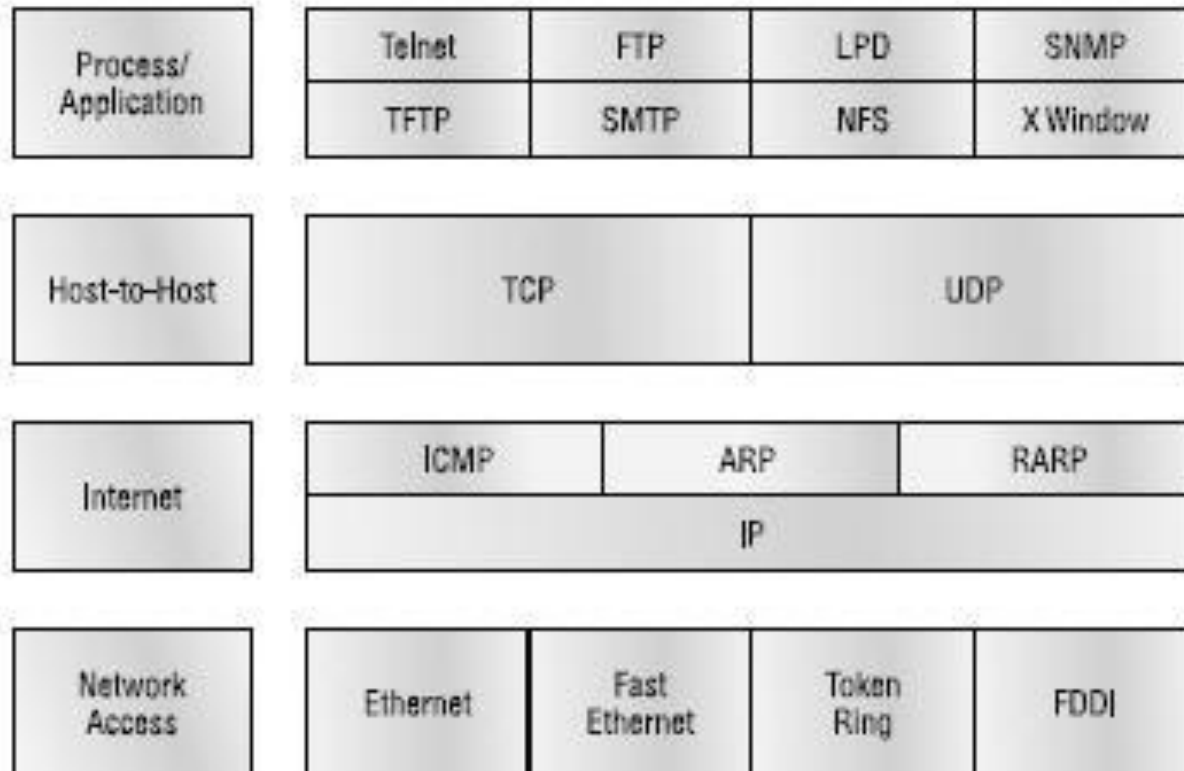 Process/
Application
Telnet
FTP
LPD
SNMP
TFTP
SMTP
NFS
X Window
Host-to-Host
TCP
UDP
Internet
ICMP
ARP
RARP
IP
Network
Access
Ethernet
Fast
Ethernet
Token
Ring
FDDI